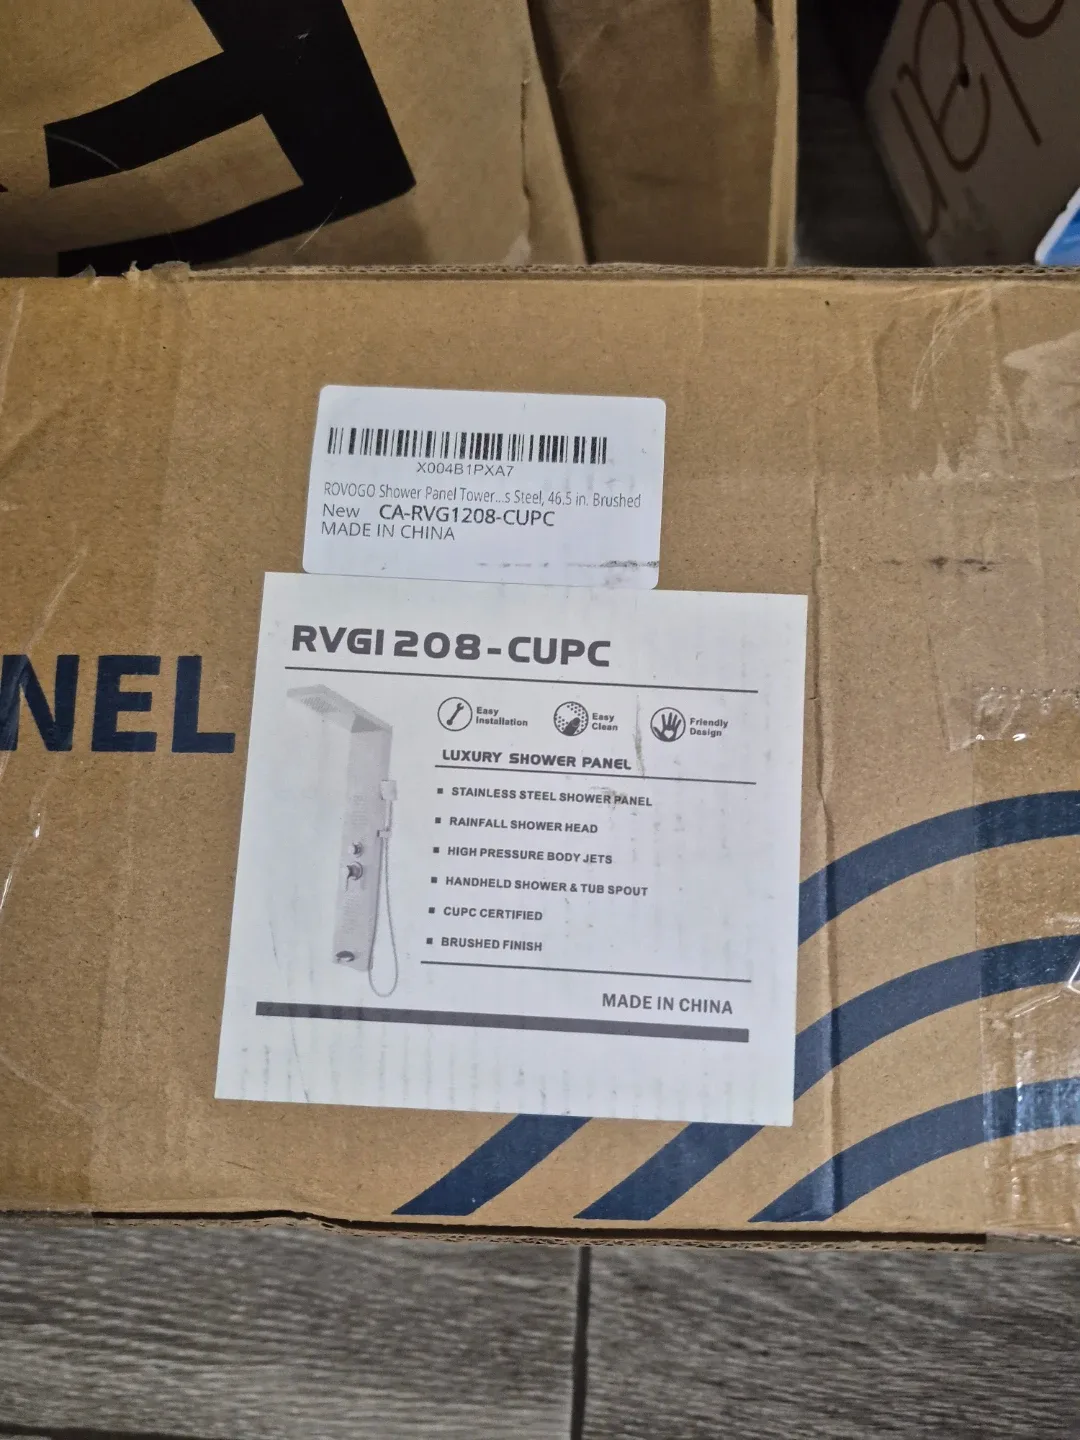 X004B1PXA7
ROVOGO Shower Panel Tower...s Steel, 46.5 in. Brushed
New CA-RVG1208-CUPC
MADE IN CHINA
NEL
RVG1208-CUPC
Easy Installation
Easy Clean
Friendly Design
LUXURY SHOWER PANEL
▪ STAINLESS STEEL SHOWER PANEL
▪ RAINFALL SHOWER HEAD
▪ HIGH PRESSURE BODY JETS
▪ HANDHELD SHOWER & TUB SPOUT
▪ CUPC CERTIFIED
▪ BRUSHED FINISH
MADE IN CHINA